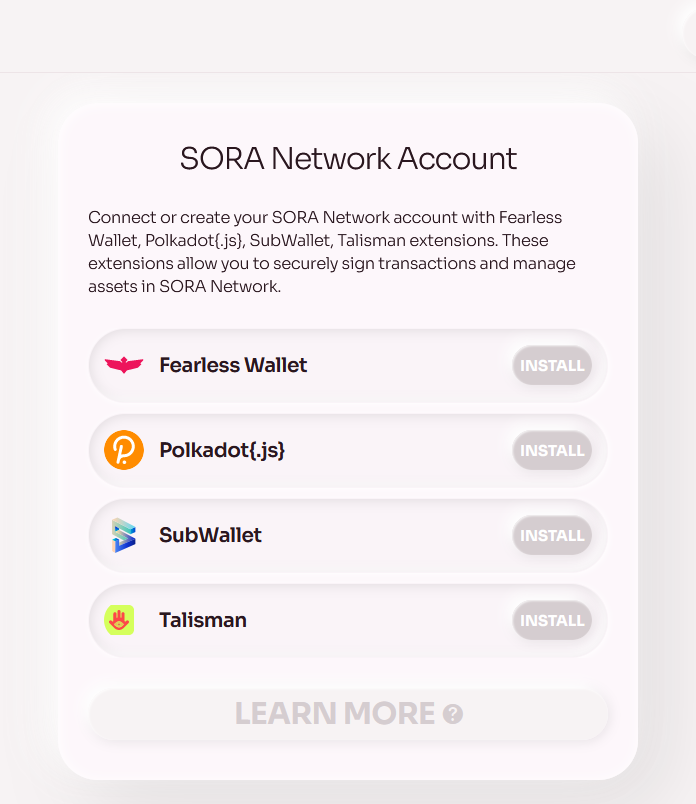 SORA Network Account
Connect or create your SORA Network account with Fearless
Wallet, Polkadot{.js}, SubWallet, Talisman extensions. These
extensions allow you to securely sign transactions and manage
assets in SORA Network.
Fearless Wallet INSTALL
Polkadot{.js} INSTALL
SubWallet INSTALL
Talisman INSTALL
LEARN MORE ?